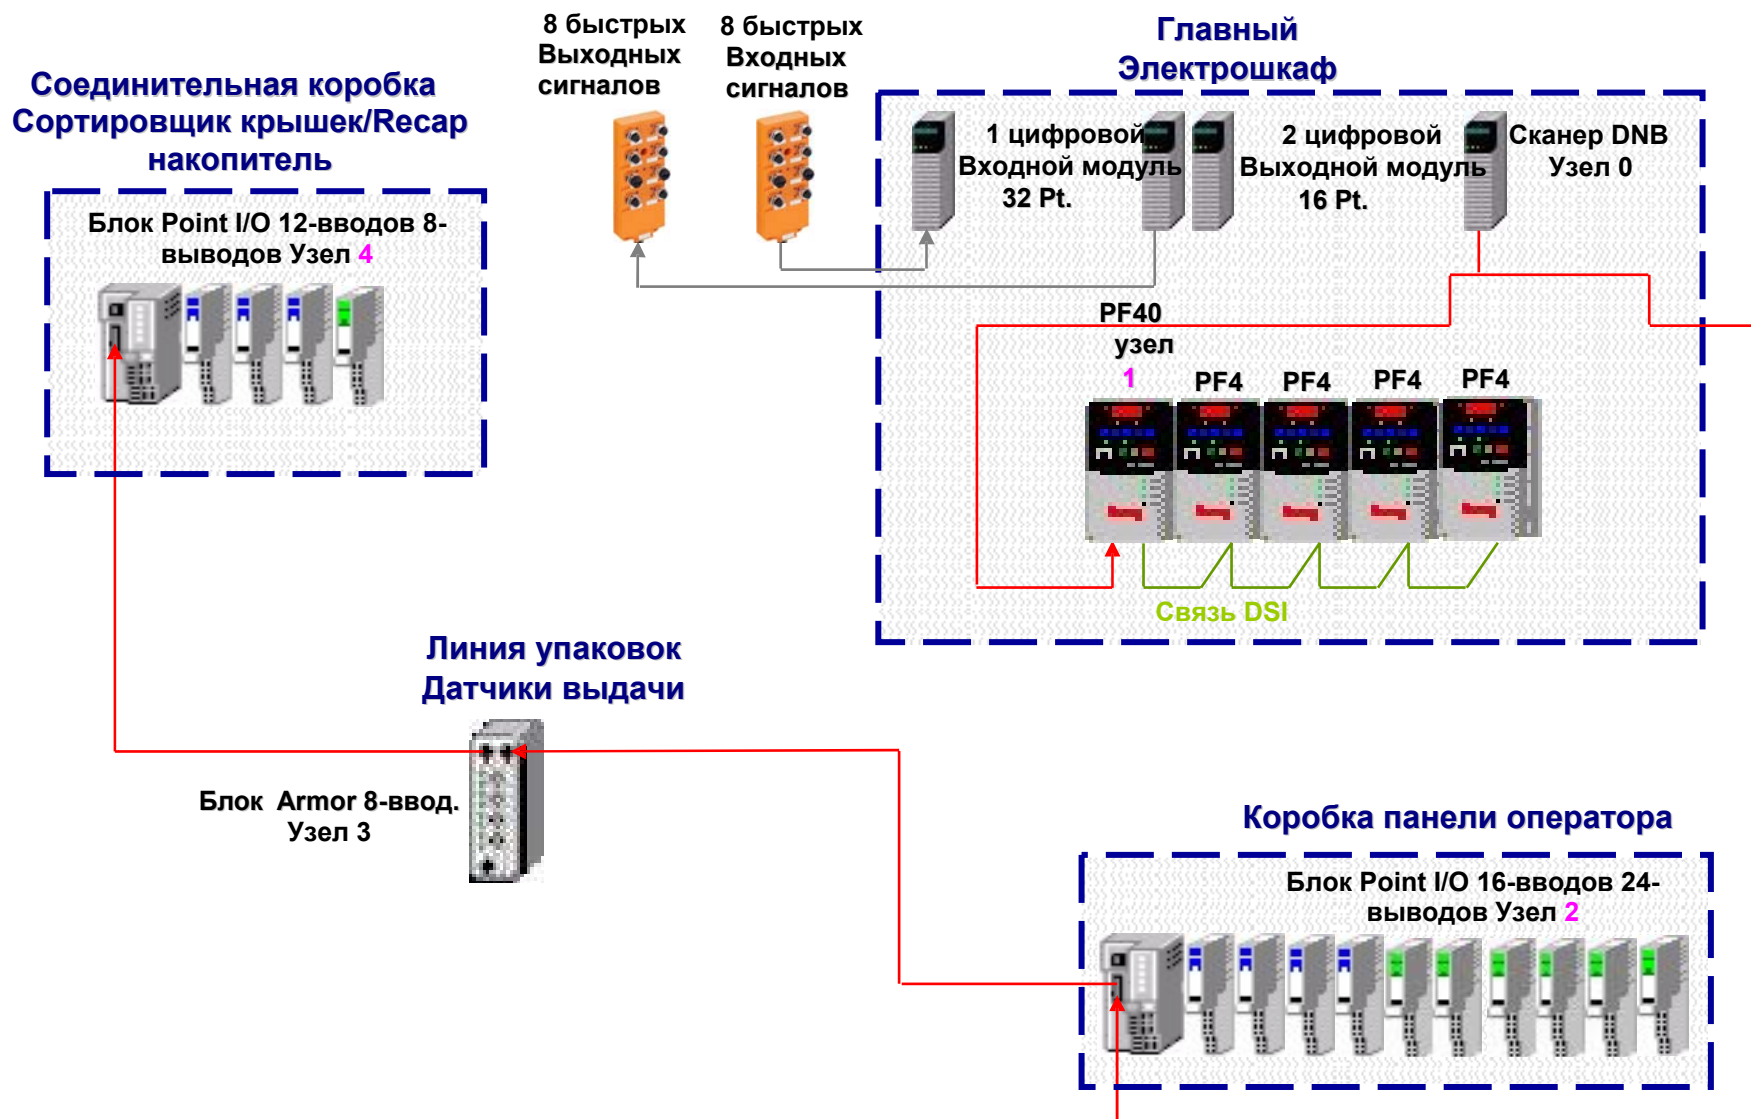 8 быстрых
Выходных
сигналов
8 быстрых
Входных
сигналов
Главный
Электрошкаф
Соединительная коробка
Сортировщик крышек/Recap
накопитель
1 цифровой
Входной модуль
32 Pt.
2 цифровой
Выходной модуль
16 Pt.
Сканер DNB
Узел 0
Блок Point I/O 12-вводов 8-
выводов Узел 4
PF40
узел
1
PF4
PF4
PF4
PF4
Связь DSI
Линия упаковок
Датчики выдачи
Блок Armor 8-ввод.
Узел 3
Коробка панели оператора
Блок Point I/O 16-вводов 24-
выводов Узел 2